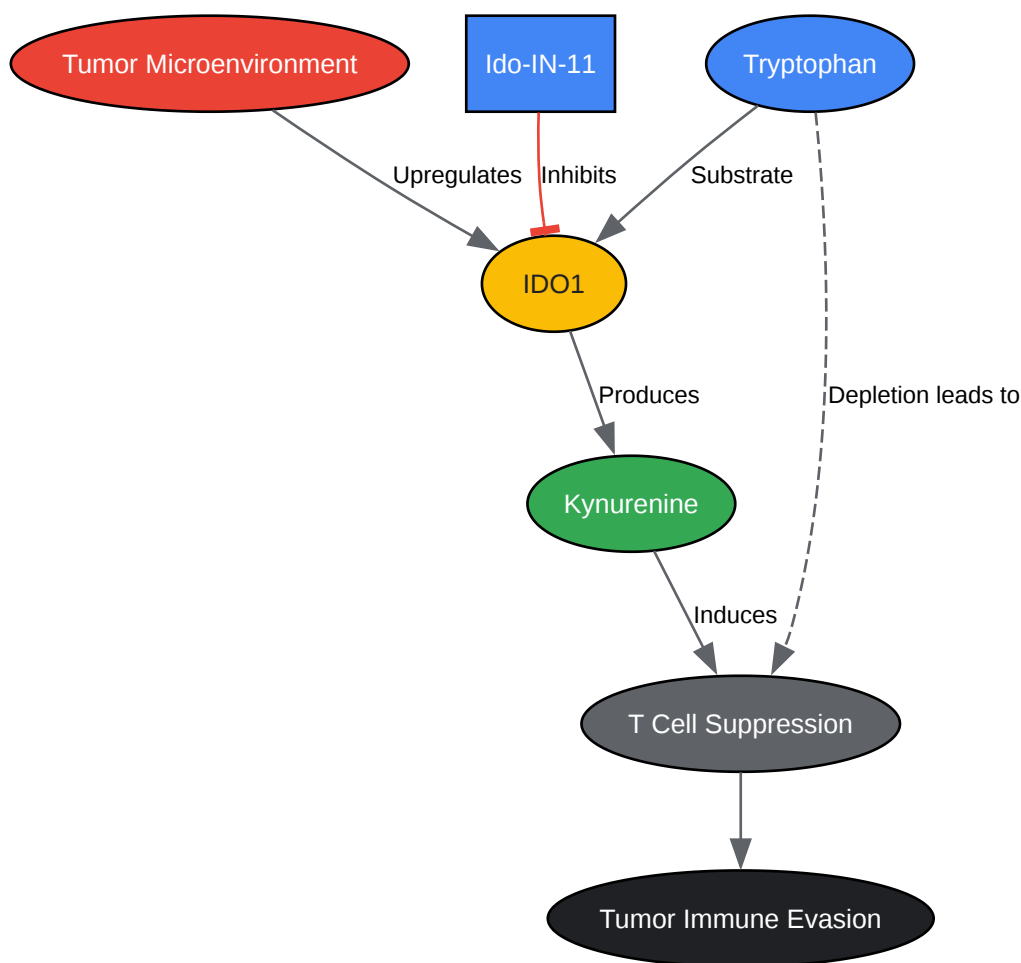 Tumor Microenvironment
Ido-IN-11
Tryptophan
Upregulates
Inhibits
Substrate
IDO1
Produces
Depletion leads to
Kynurenine
Induces
T Cell Suppression
Tumor Immune Evasion